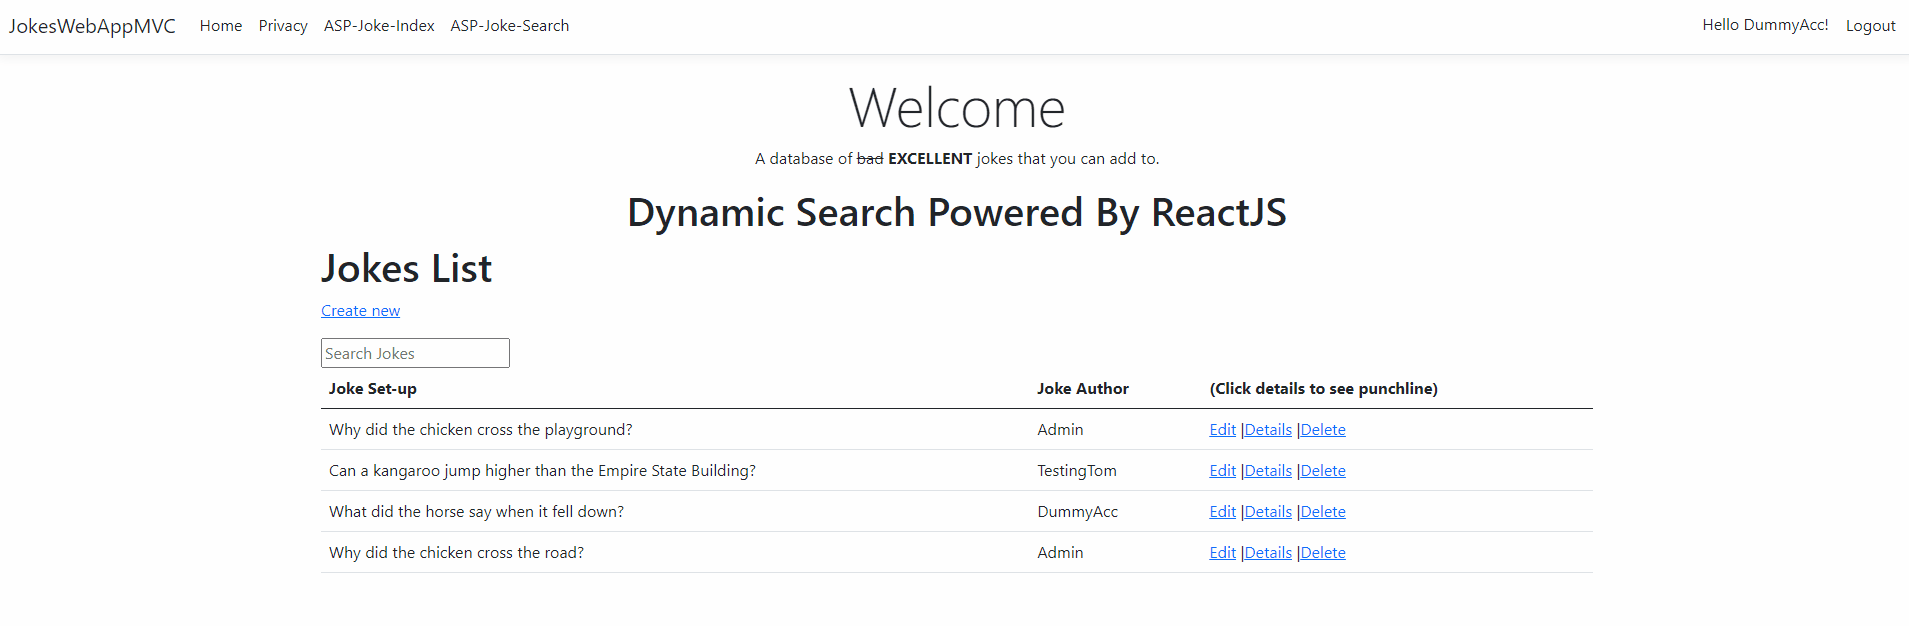 JokesWebAppMVC Home Privacy ASP-Joke-Index ASP-Joke-Search Hello DummyAcc! Logout
Welcome
A database of bad EXCELLENT jokes that you can add to.
Dynamic Search Powered By ReactJS
Jokes List
Create new
Search Jokes
Joke Set-up Joke Author (Click details to see punchline)
Why did the chicken cross the playground? Admin Edit |Details |Delete
Can a kangaroo jump higher than the Empire State Building? TestingTom Edit |Details |Delete
What did the horse say when it fell down? DummyAcc Edit |Details |Delete
Why did the chicken cross the road? Admin Edit |Details |Delete